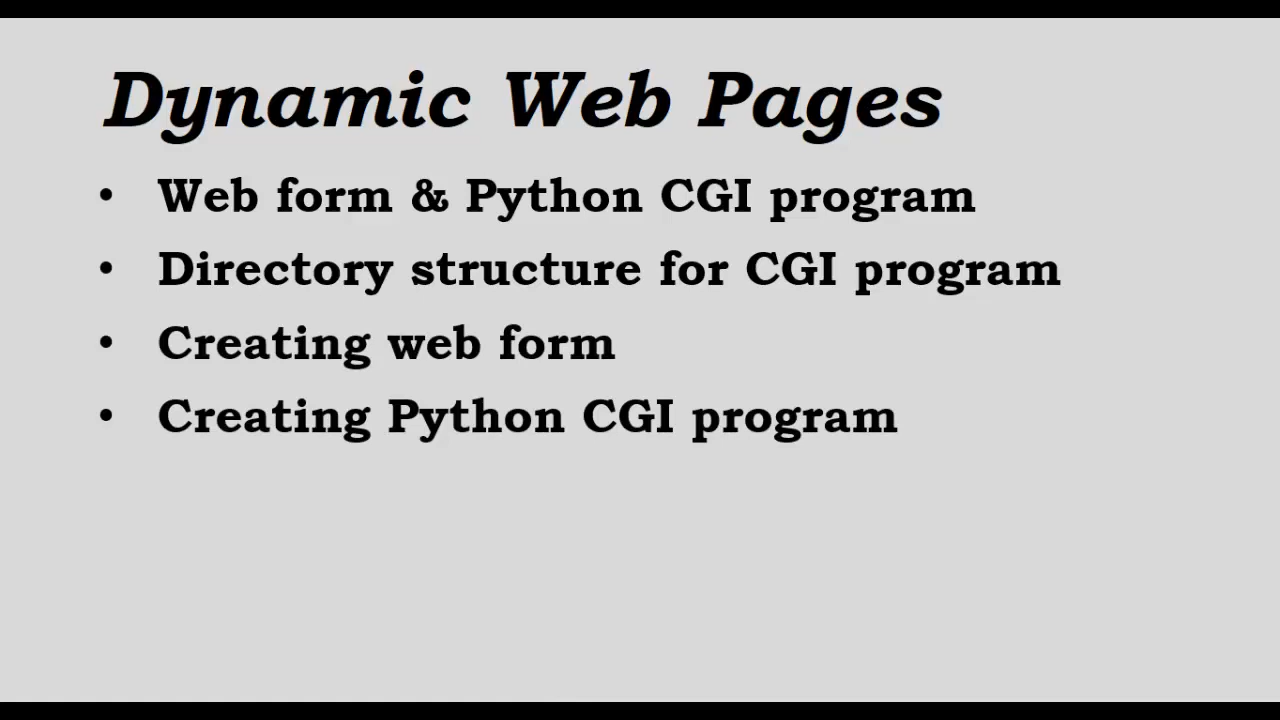 Dynamic Web Pages
• Web form & Python CGI program
• Directory structure for CGI program
• Creating web form
• Creating Python CGI program